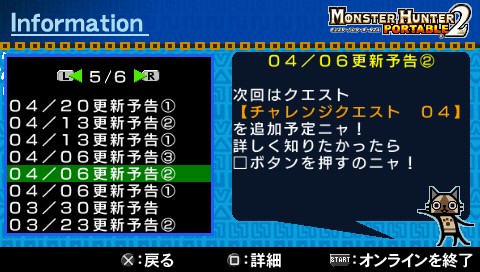 Information
MONSTER HUNTER
PORTABLE 2
L 5/6 R
04/20更新予告①
04/13更新予告②
04/13更新予告①
04/06更新予告③
04/06更新予告②
04/06更新予告①
03/30更新予告
03/23更新予告②
04/06更新予告②
次回はクエスト
【チャレンジクエスト 04】
を追加予定ニャ！
詳しく知りたかったら
□ボタンを押すのニャ！
×:戻る
□:詳細
START:オンラインを終了